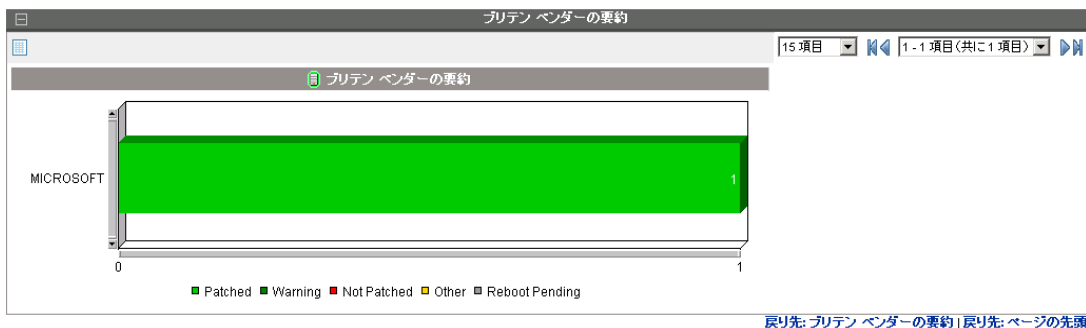 ブリテン ベンダーの要約
15 項目
1 - 1 項目(共に1 項目)
ブリテン ベンダーの要約
MICROSOFT
1
0
1
Patched Warning Not Patched Other Reboot Pending
戻り先: ブリテン ベンダーの要約 | 戻り先: ページの先頭